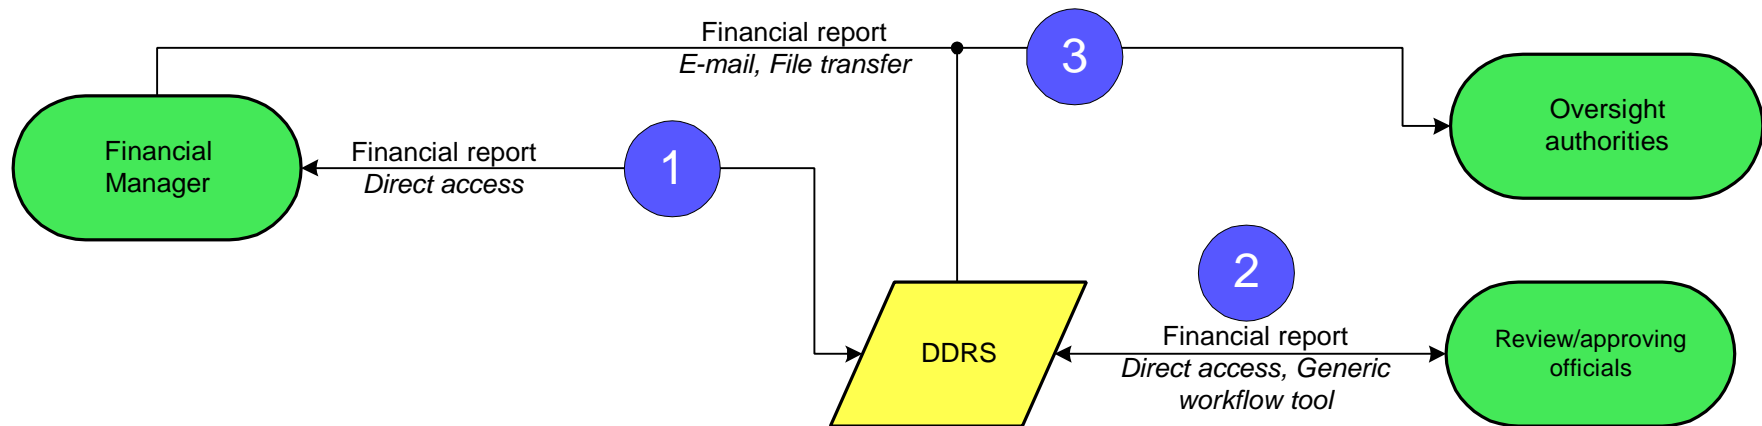 Financial report
E-mail, File transfer
3
Oversight
authorities
Financial
Manager
Financial report
Direct access
1
2
Financial report
Direct access, Generic
workflow tool
DDRS
Review/approving
officials